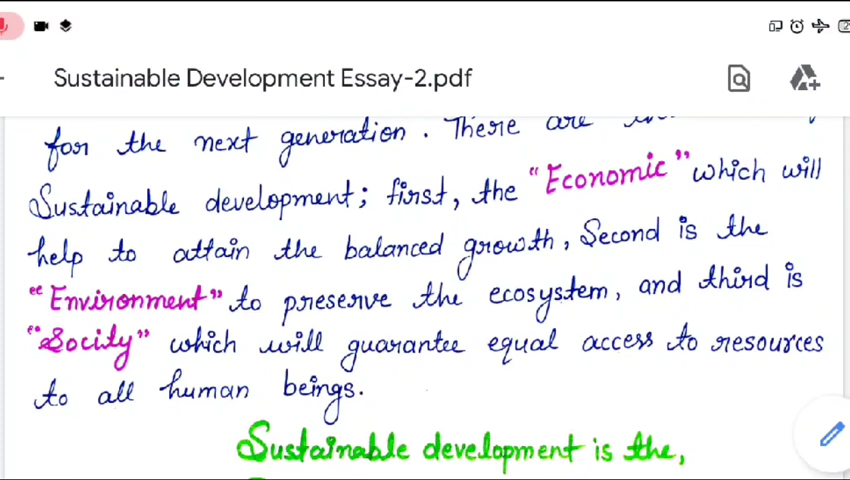 Sustainable Development Essay-2.pdf
for the next generation. There are
Sustainable development; first, the "Economic" which will
help to attain the balanced growth, Second is the
"Environment" to preserve the ecosystem, and third is
"Socity" which will guarantee equal access to resources
to all human beings.
Sustainable development is the,